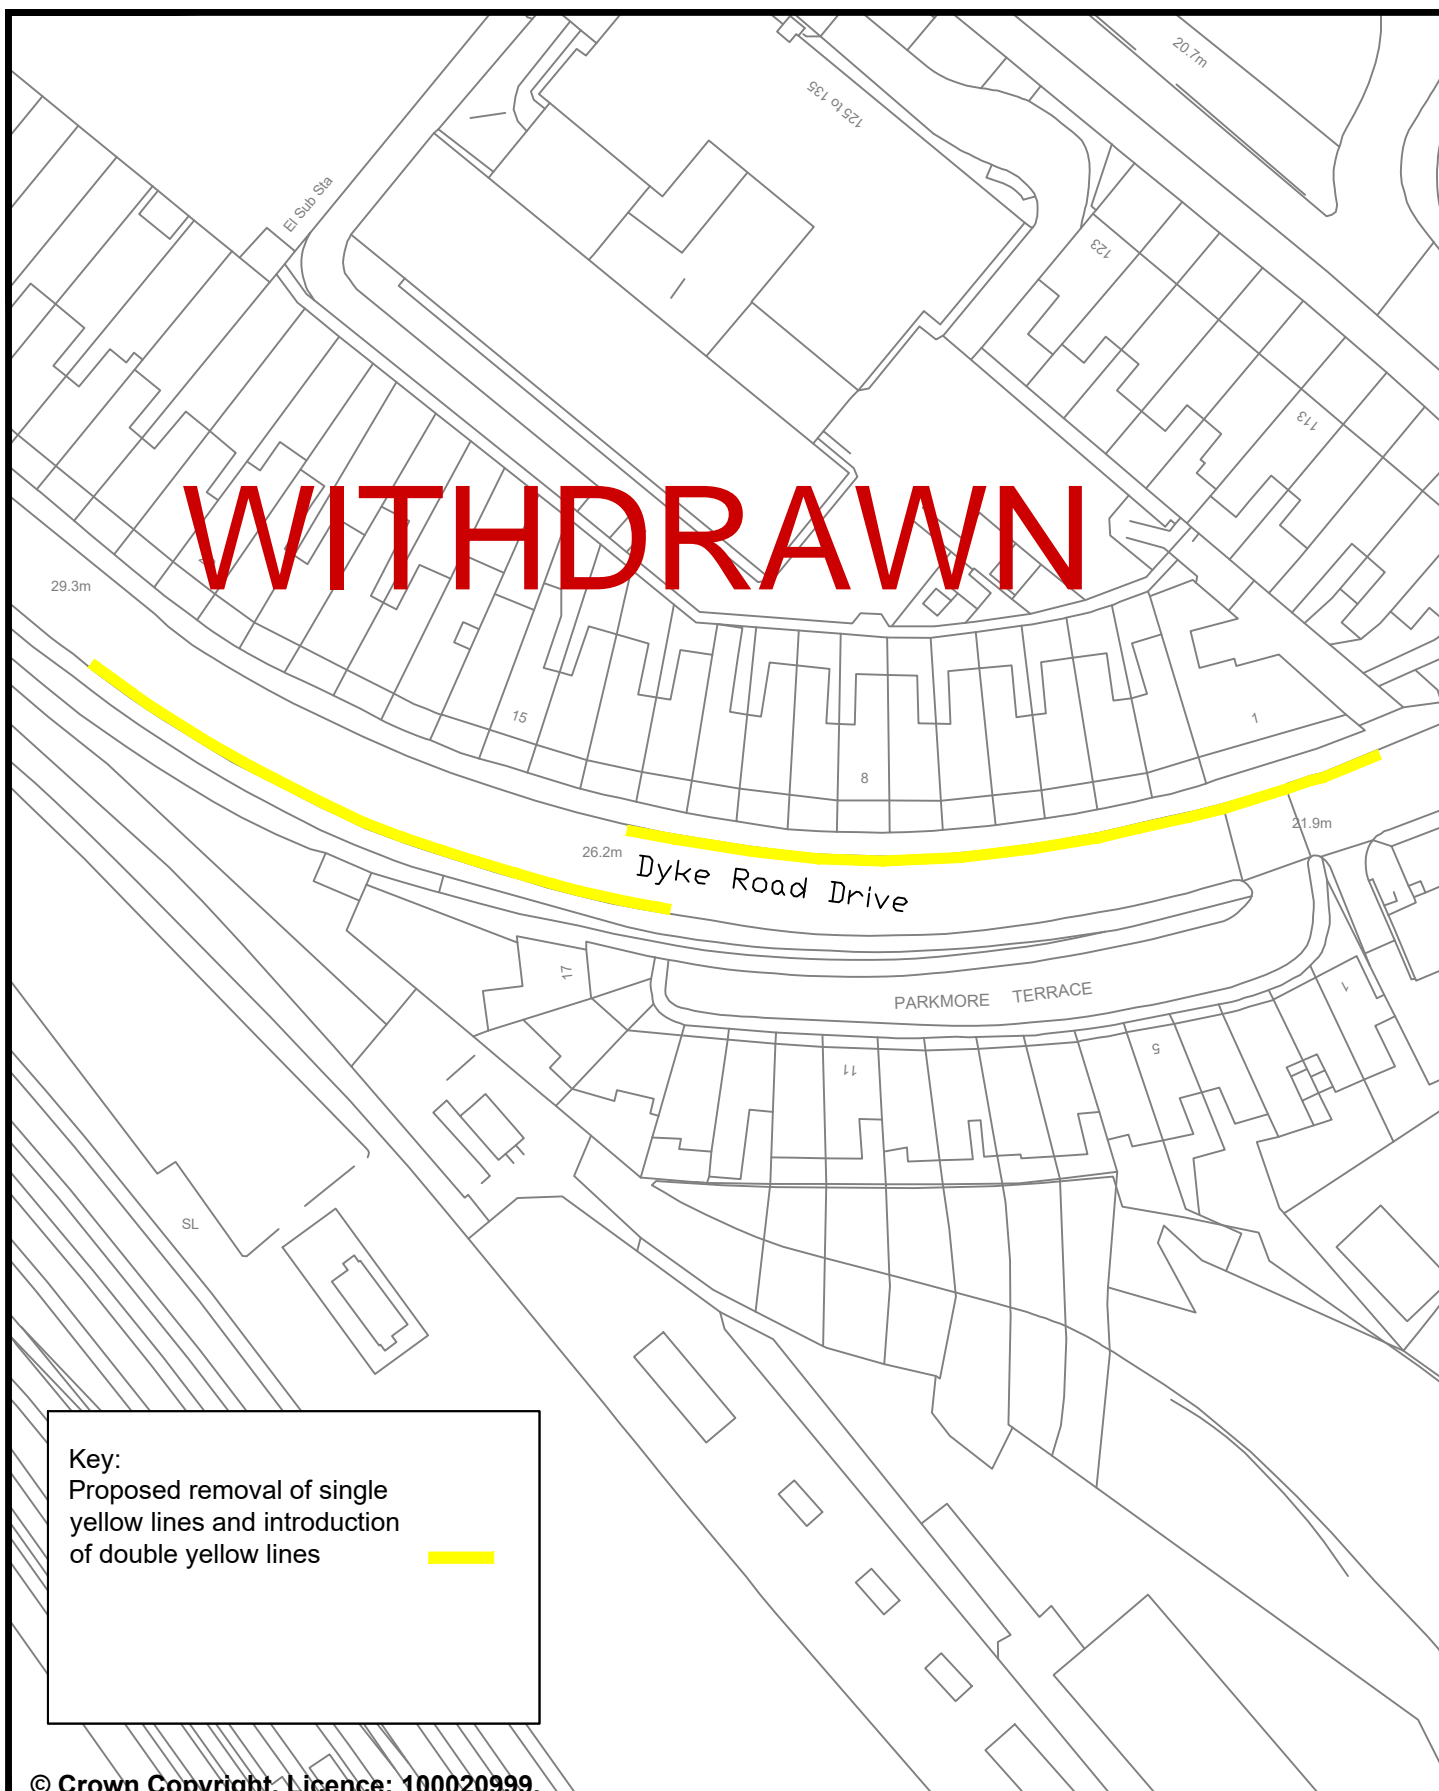 20.7m
125 to 135
El Sub Sta
123
113
WITHDRAWN
29.3m
15
1
8
21.9m
26.2m
Dyke Road Drive
17
PARKMORE TERRACE
1
5
11
SL
Key:
Proposed removal of single
yellow lines and introduction
of double yellow lines
© Crown Copyright. Licence: 100020999.